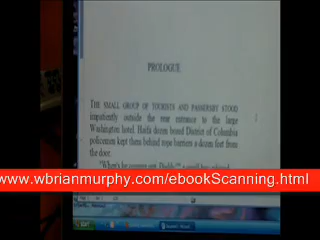 PROLOGUE
THE SMALL GROUP OF TOURISTS AND PASSERSBY STOOD
impatiently outside the rear entrance to the large
Washington hotel. Half a dozen bored District of Columbia
policemen kept them behind rope barriers a dozen feet from
the door.
www.wbrianmurphy.com/ebookScanning.html